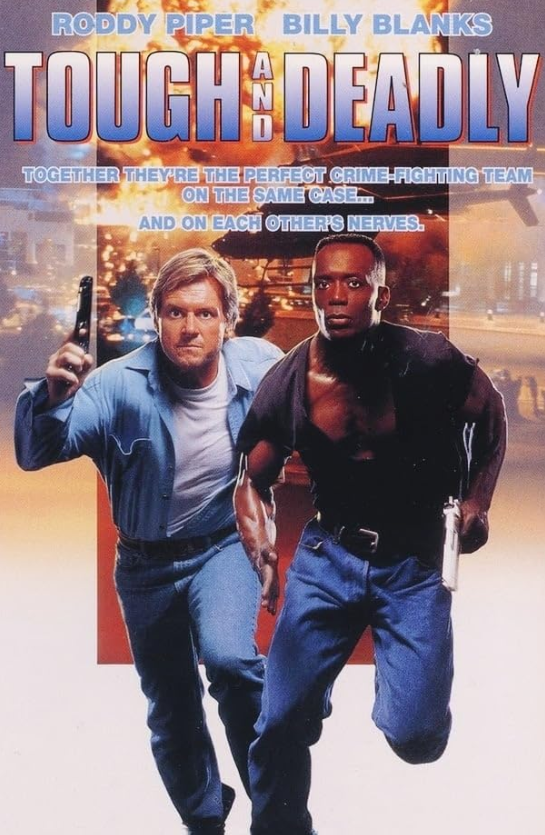 RODDY PIPER BILLY BLANKS
TOUGH AND DEADLY
TOGETHER THEY'RE THE PERFECT CRIME-FIGHTING TEAM
ON THE SAME CASE...
AND ON EACH OTHER'S NERVES.